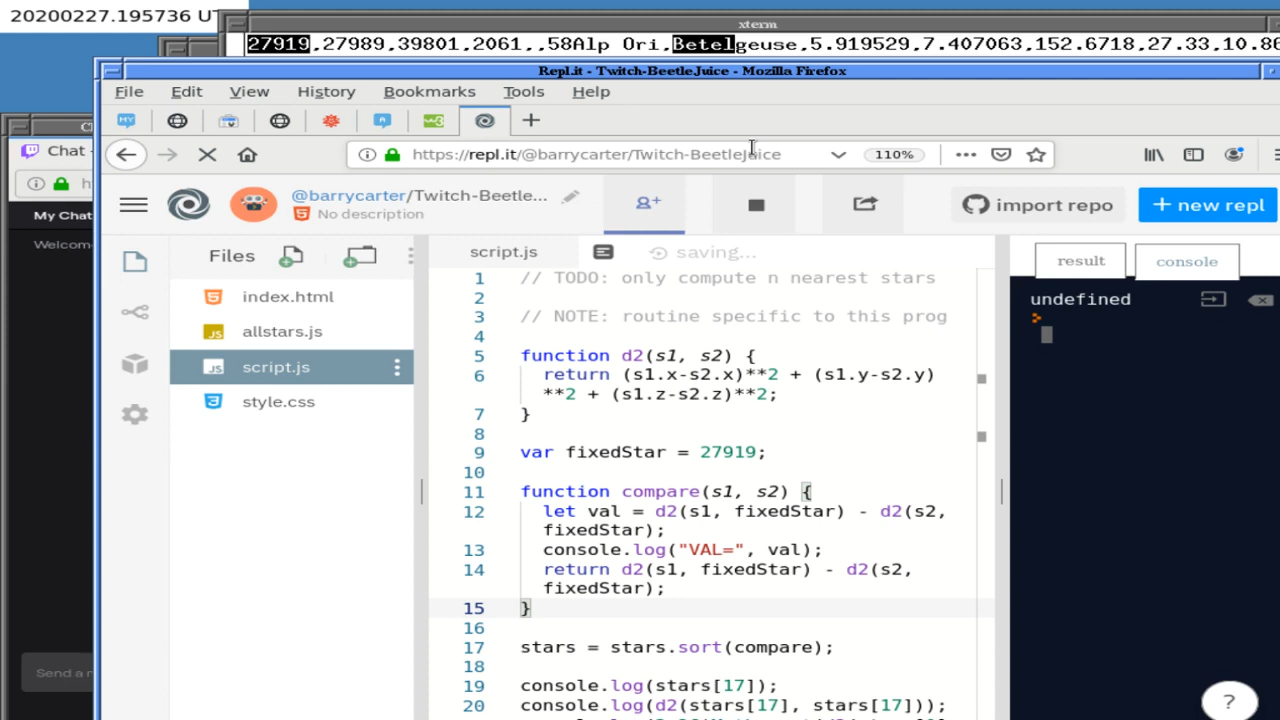 20200227.195736 U
xterm
27919,27989,39801,2061,,58Alp Ori,Betelgeuse,5.919529,7.407063,152.6718,27.33,10.86
Repl.it - Twitch-BeetleJuice - Mozilla Firefox
File Edit View History Bookmarks Tools Help
https://repl.it/@barrycarter/Twitch-BeetleJuice 110%
Chat
My Chat
Welcom
Send a m
@barrycarter/Twitch-Beetle...
No description
import repo
+ new repl
Files
index.html
allstars.js
script.js
style.css
script.js saving...
1 // TODO: only compute n nearest stars
2
3 // NOTE: routine specific to this prog
4
5 function d2(s1, s2) {
6 return (s1.x-s2.x)**2 + (s1.y-s2.y)
**2 + (s1.z-s2.z)**2;
7 }
8
9 var fixedStar = 27919;
10
11 function compare(s1, s2) {
12 let val = d2(s1, fixedStar) - d2(s2,
fixedStar);
13 console.log("VAL=", val);
14 return d2(s1, fixedStar) - d2(s2,
fixedStar);
15 }
16
17 stars = stars.sort(compare);
18
19 console.log(stars[17]);
20 console.log(d2(stars[17], stars[17]));
result console
undefined
>
?